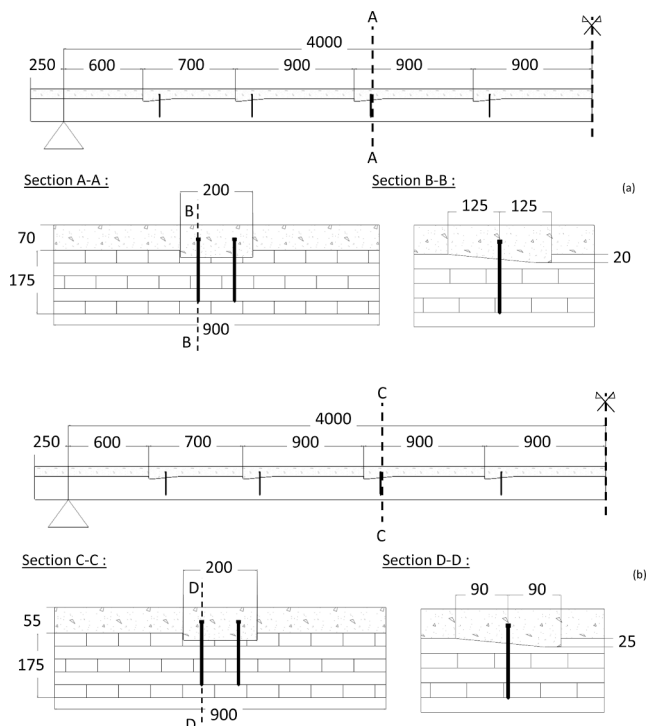 A
4000
250 600 700 900 900 900
A
Section A-A :
200
Section B-B :
(a)
B
125 125
70
175
20
900
B
C
4000
250 600 700 900 900 900
C
Section C-C :
200
Section D-D :
(b)
D
90 90
55
175
25
900
D